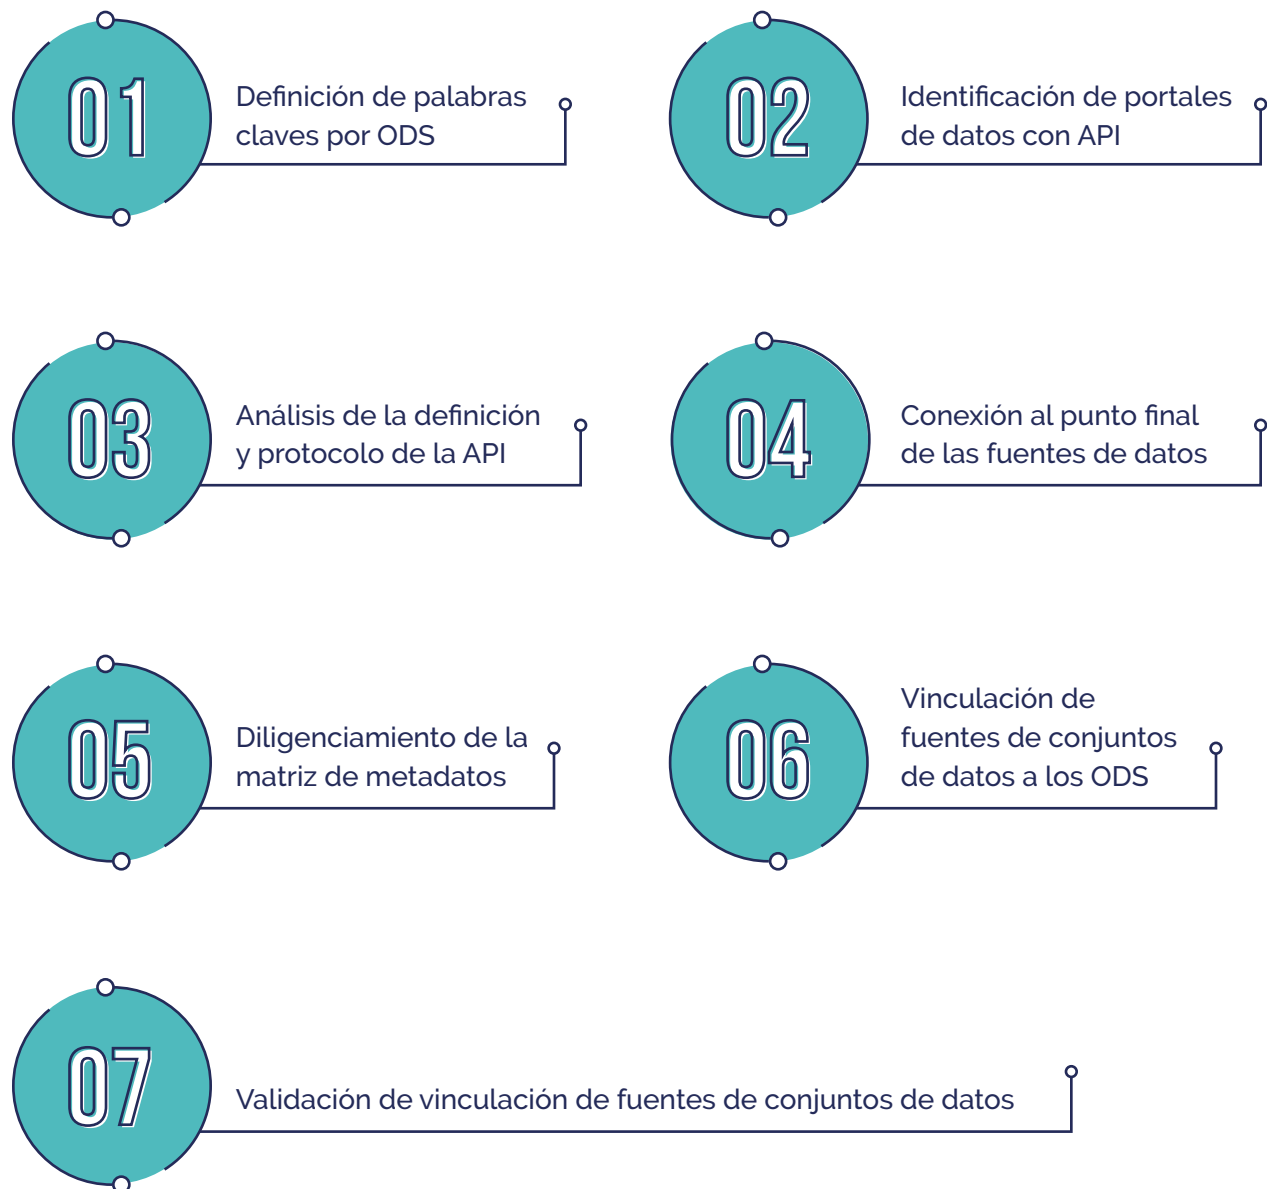 01
Definición de palabras
claves por ODS
02
Identificación de portales
de datos con API
03
Análisis de la definición
y protocolo de la API
04
Conexión al punto final
de las fuentes de datos
05
Diligenciamiento de la
matriz de metadatos
06
Vinculación de
fuentes de conjuntos
de datos a los ODS
07
Validación de vinculación de fuentes de conjuntos de datos